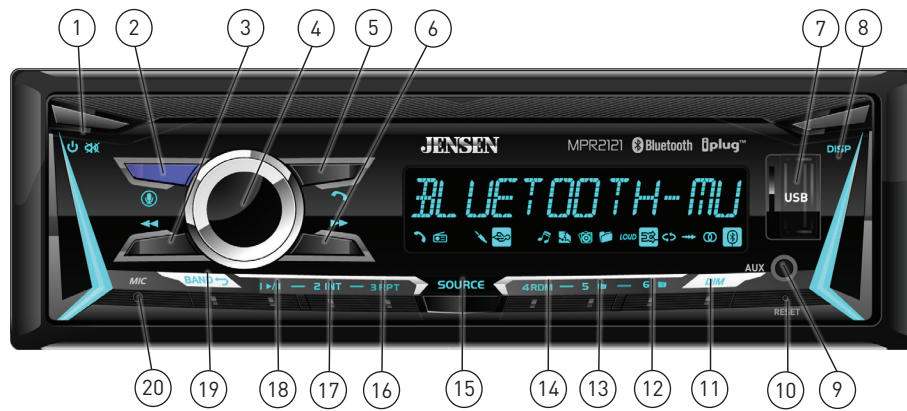 1 2 3 4 5 6 7 8
JENSEN MPR2121 Bluetooth iplug™
DISP
BLUETOOTH-MU
USB
LOUD
AUX
MIC BAND 1 2 INT 3 RPT SOURCE 4 RDM 5 6 DIM
RESET
20 19 18 17 16 15 14 13 12 11 10 9